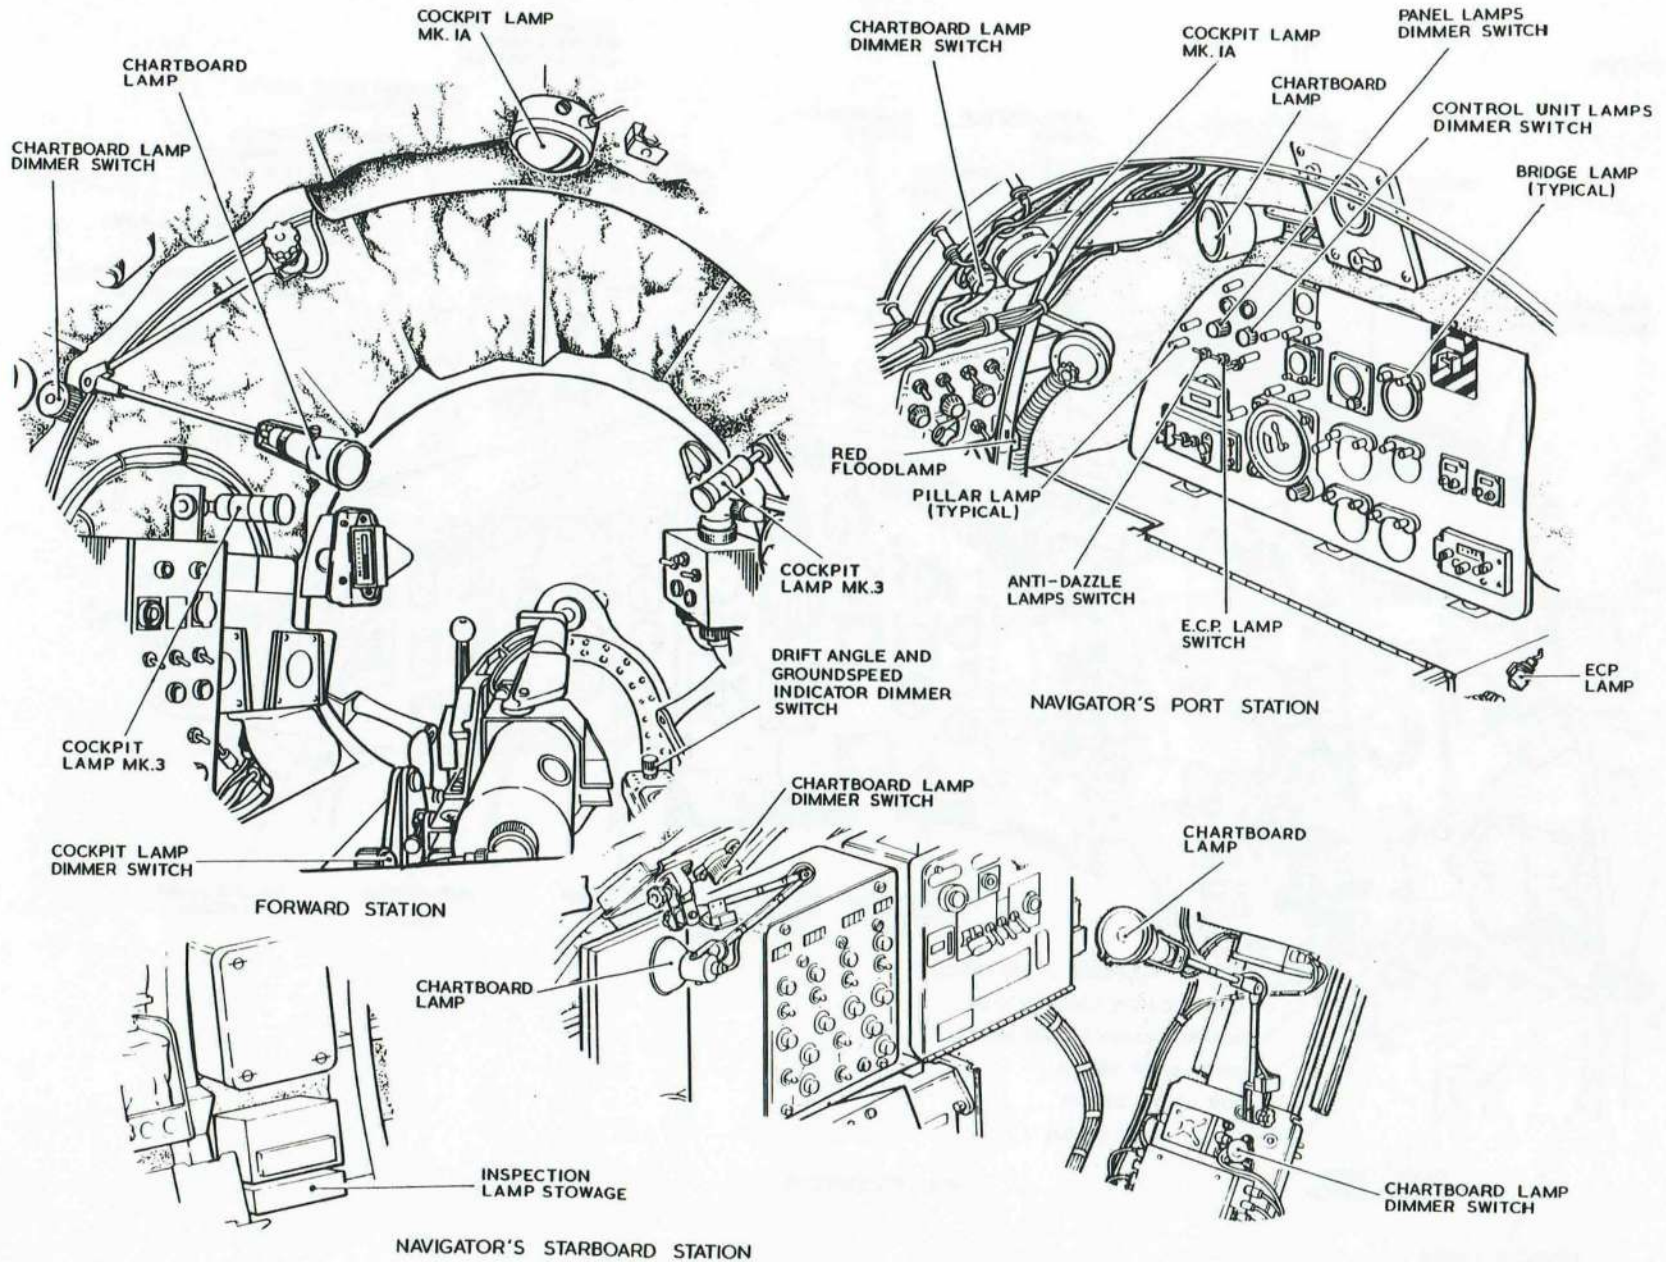 COCKPIT LAMP
MK. IA
CHARTBOARD
LAMP
CHARTBOARD LAMP
DIMMER SWITCH
COCKPIT
LAMP MK.3
COCKPIT
LAMP MK.3
DRIFT ANGLE AND
GROUNDSPEED
INDICATOR DIMMER
SWITCH
COCKPIT LAMP
DIMMER SWITCH
FORWARD STATION
CHARTBOARD LAMP
DIMMER SWITCH
COCKPIT LAMP
MK. IA
PANEL LAMPS
DIMMER SWITCH
CHARTBOARD
LAMP
CONTROL UNIT LAMPS
DIMMER SWITCH
BRIDGE LAMP
(TYPICAL)
RED
FLOODLAMP
PILLAR LAMP
(TYPICAL)
ANTI-DAZZLE
LAMPS SWITCH
E.C.P. LAMP
SWITCH
ECP
LAMP
NAVIGATOR'S PORT STATION
CHARTBOARD LAMP
DIMMER SWITCH
CHARTBOARD
LAMP
CHARTBOARD
LAMP
INSPECTION
LAMP STOWAGE
CHARTBOARD LAMP
DIMMER SWITCH
NAVIGATOR'S STARBOARD STATION